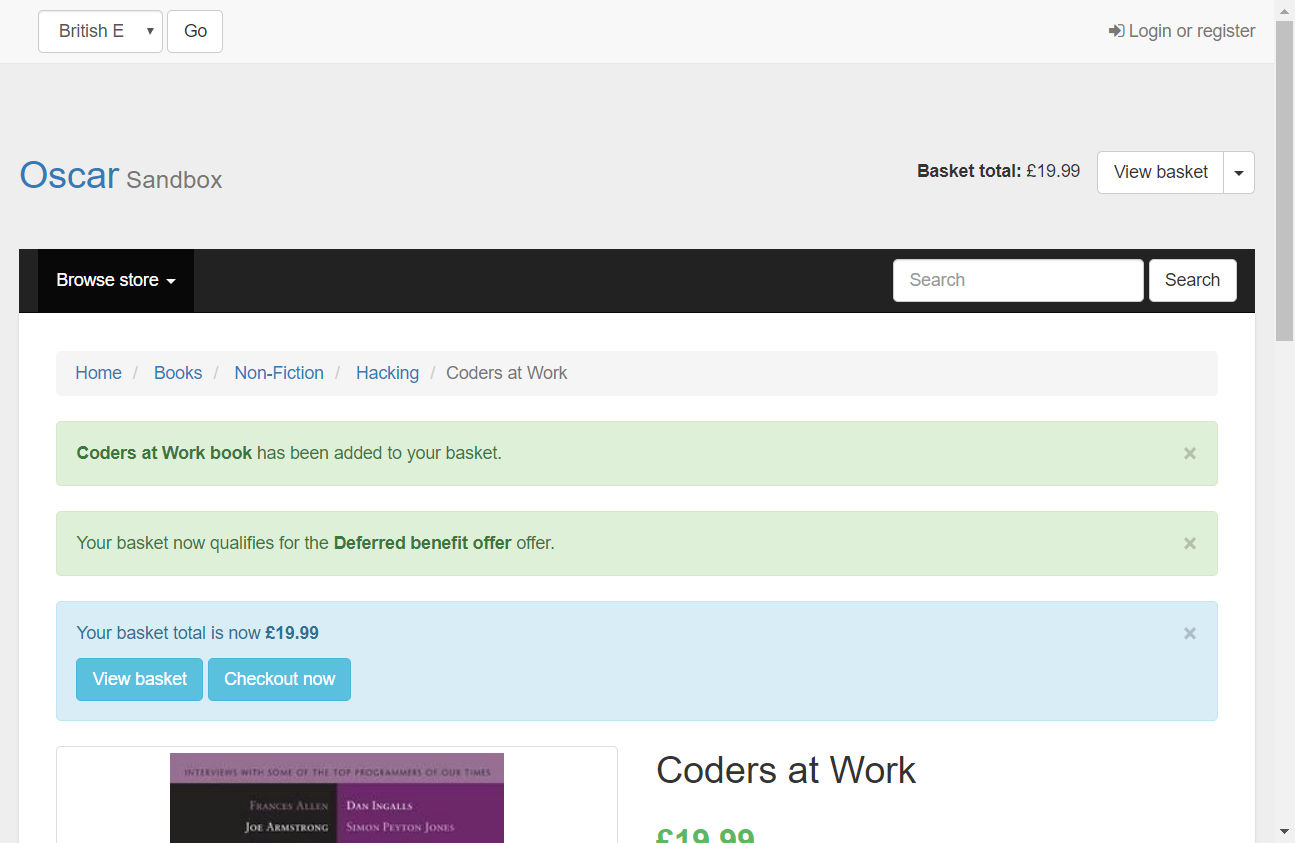 British E
Go
Login or register
Oscar Sandbox
Basket total: £19.99
View basket
Browse store
Search
Search
Home / Books / Non-Fiction / Hacking / Coders at Work
Coders at Work book has been added to your basket.
×
Your basket now qualifies for the Deferred benefit offer offer.
×
Your basket total is now £19.99
×
View basket
Checkout now
INTERVIEWS WITH SOME OF THE TOP PROGRAMMERS OF OUR TIMES
FRANCES ALLEN
DAN INGALLS
JOE ARMSTRONG
SIMON PEYTON JONES
Coders at Work
£19.99